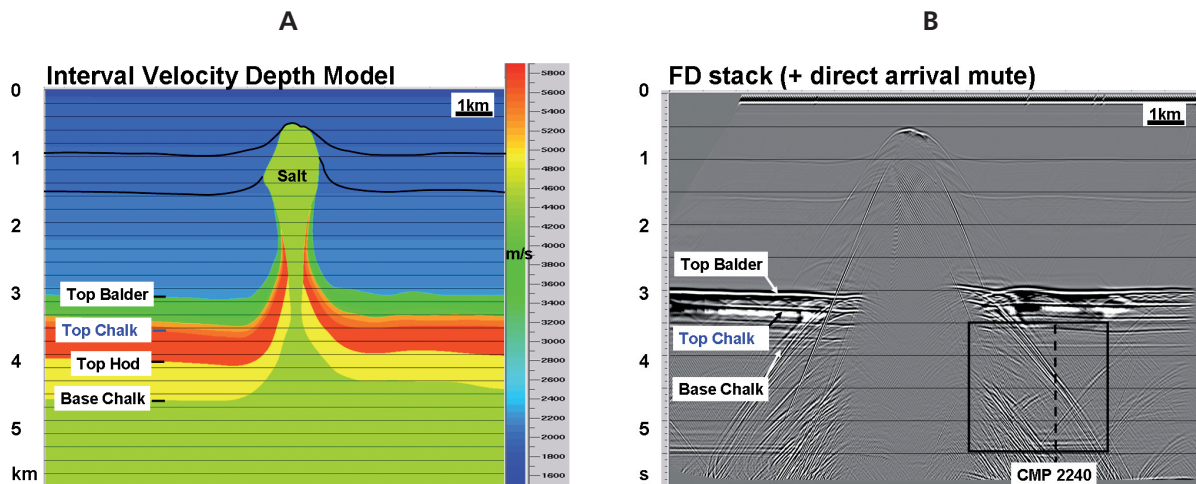 A
Interval Velocity Depth Model
0
1
2
3
4
5
km
1km
Salt
Top Balder
Top Chalk
Top Hod
Base Chalk
5800
5600
5400
5200
5000
4800
4600
4400
4200
4000
m/s
3800
3600
3400
3200
3000
2800
2600
2400
2200
2000
1800
1600
B
FD stack (+ direct arrival mute)
0
1
2
3
4
5
s
1km
Top Balder
Top Chalk
Base Chalk
CMP 2240